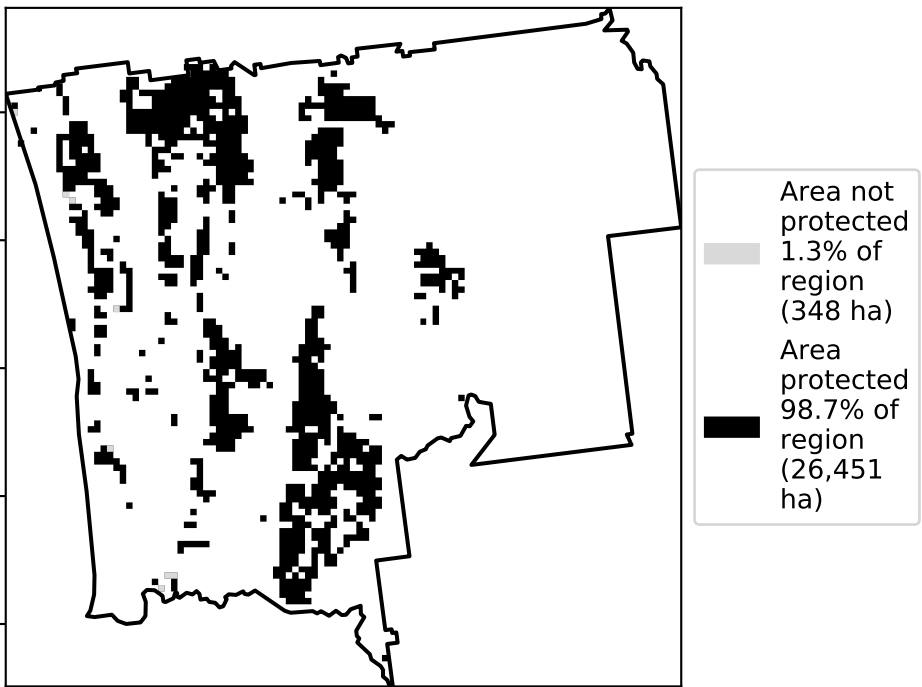 Area not
protected
1.3% of
region
(348 ha)
Area
protected
98.7% of
region
(26,451
ha)